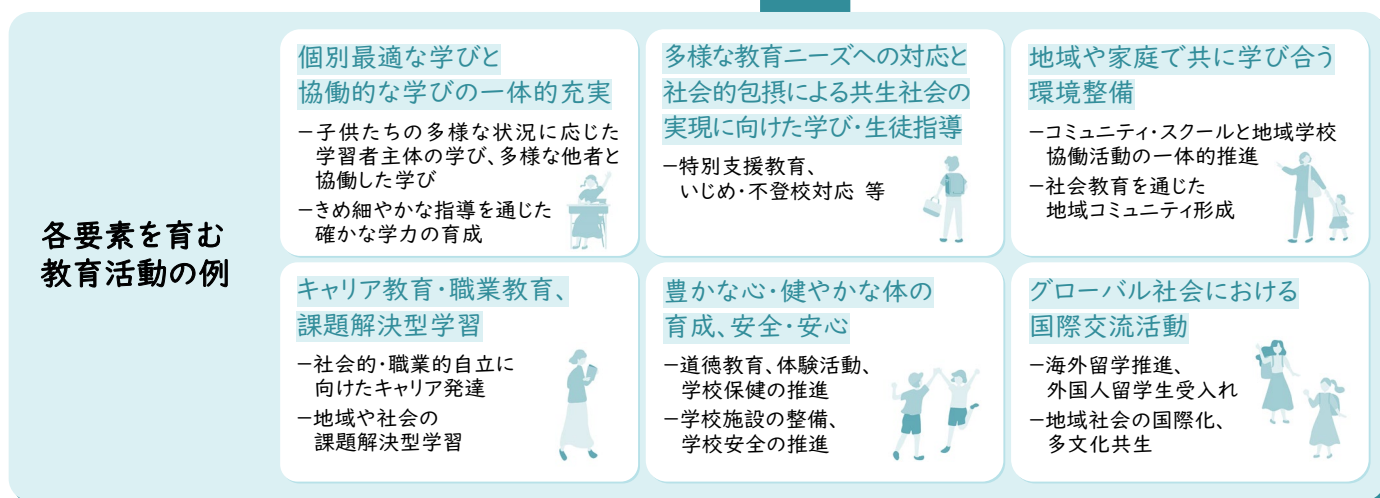 各要素を育む
教育活動の例
個別最適な学びと
協働的な学びの一体的充実
－子供たちの多様な状況に応じた
学習者主体の学び、多様な他者と
協働した学び
－きめ細やかな指導を通じた
確かな学力の育成
多様な教育ニーズへの対応と
社会的包摂による共生社会の
実現に向けた学び・生徒指導
－特別支援教育、
いじめ・不登校対応 等
地域や家庭で共に学び合う
環境整備
－コミュニティ・スクールと地域学校
協働活動の一体的推進
－社会教育を通じた
地域コミュニティ形成
キャリア教育・職業教育、
課題解決型学習
－社会的・職業的自立に
向けたキャリア発達
－地域や社会の
課題解決型学習
豊かな心・健やかな体の
育成、安全・安心
－道徳教育、体験活動、
学校保健の推進
－学校施設の整備、
学校安全の推進
グローバル社会における
国際交流活動
－海外留学推進、
外国人留学生受入れ
－地域社会の国際化、
多文化共生